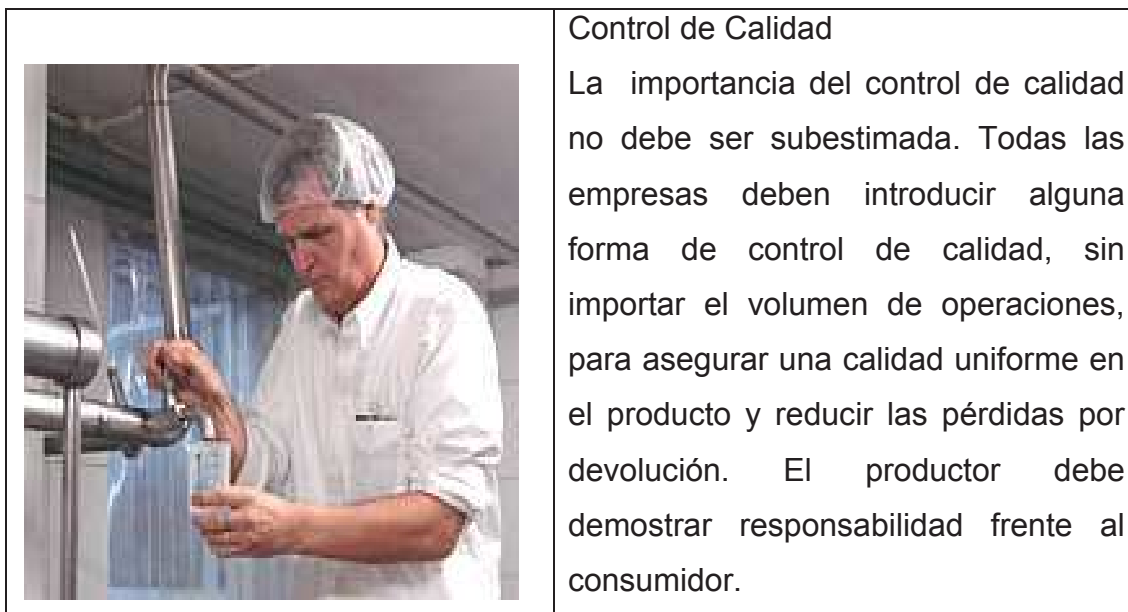 Control de Calidad
La importancia del control de calidad
no debe ser subestimada. Todas las
empresas deben introducir alguna
forma de control de calidad, sin
importar el volumen de operaciones,
para asegurar una calidad uniforme en
el producto y reducir las pérdidas por
devolución. El productor debe
demostrar responsabilidad frente al
consumidor.